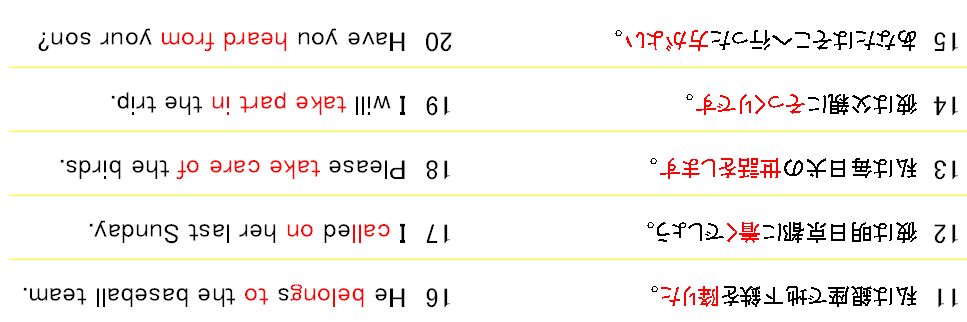 11 私は銀座で地下鉄を降りた。
12 彼は明日京都に着くでしょう。
13 私は毎日犬の世話をします。
14 彼は父親にそっくりです。
15 あなたはそこへ行った方がよい。
16 He belongs to the baseball team.
17 I called on her last Sunday.
18 Please take care of the birds.
19 I will take part in the trip.
20 Have you heard from your son?